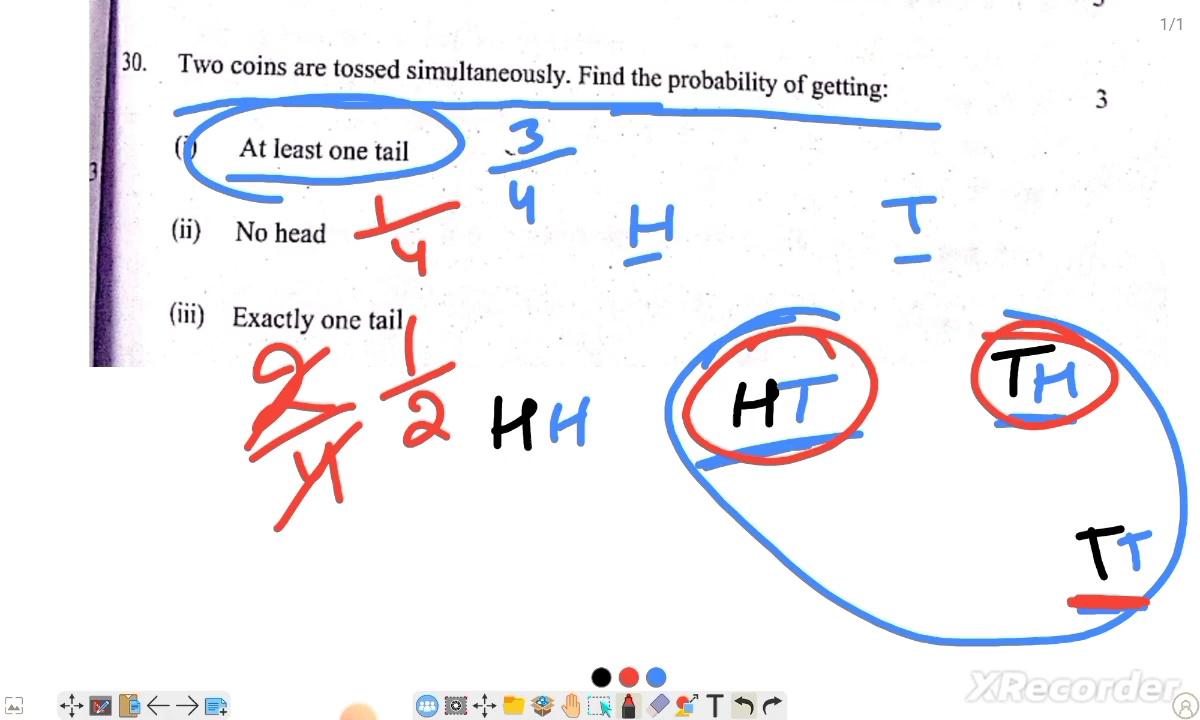 1/1
30. Two coins are tossed simultaneously. Find the probability of getting:
3
(i) At least one tail 3/4
3
(ii) No head 1/4
H T
(iii) Exactly one tail
2/4 1/2
HH HT TH
TT
XRecorder
T